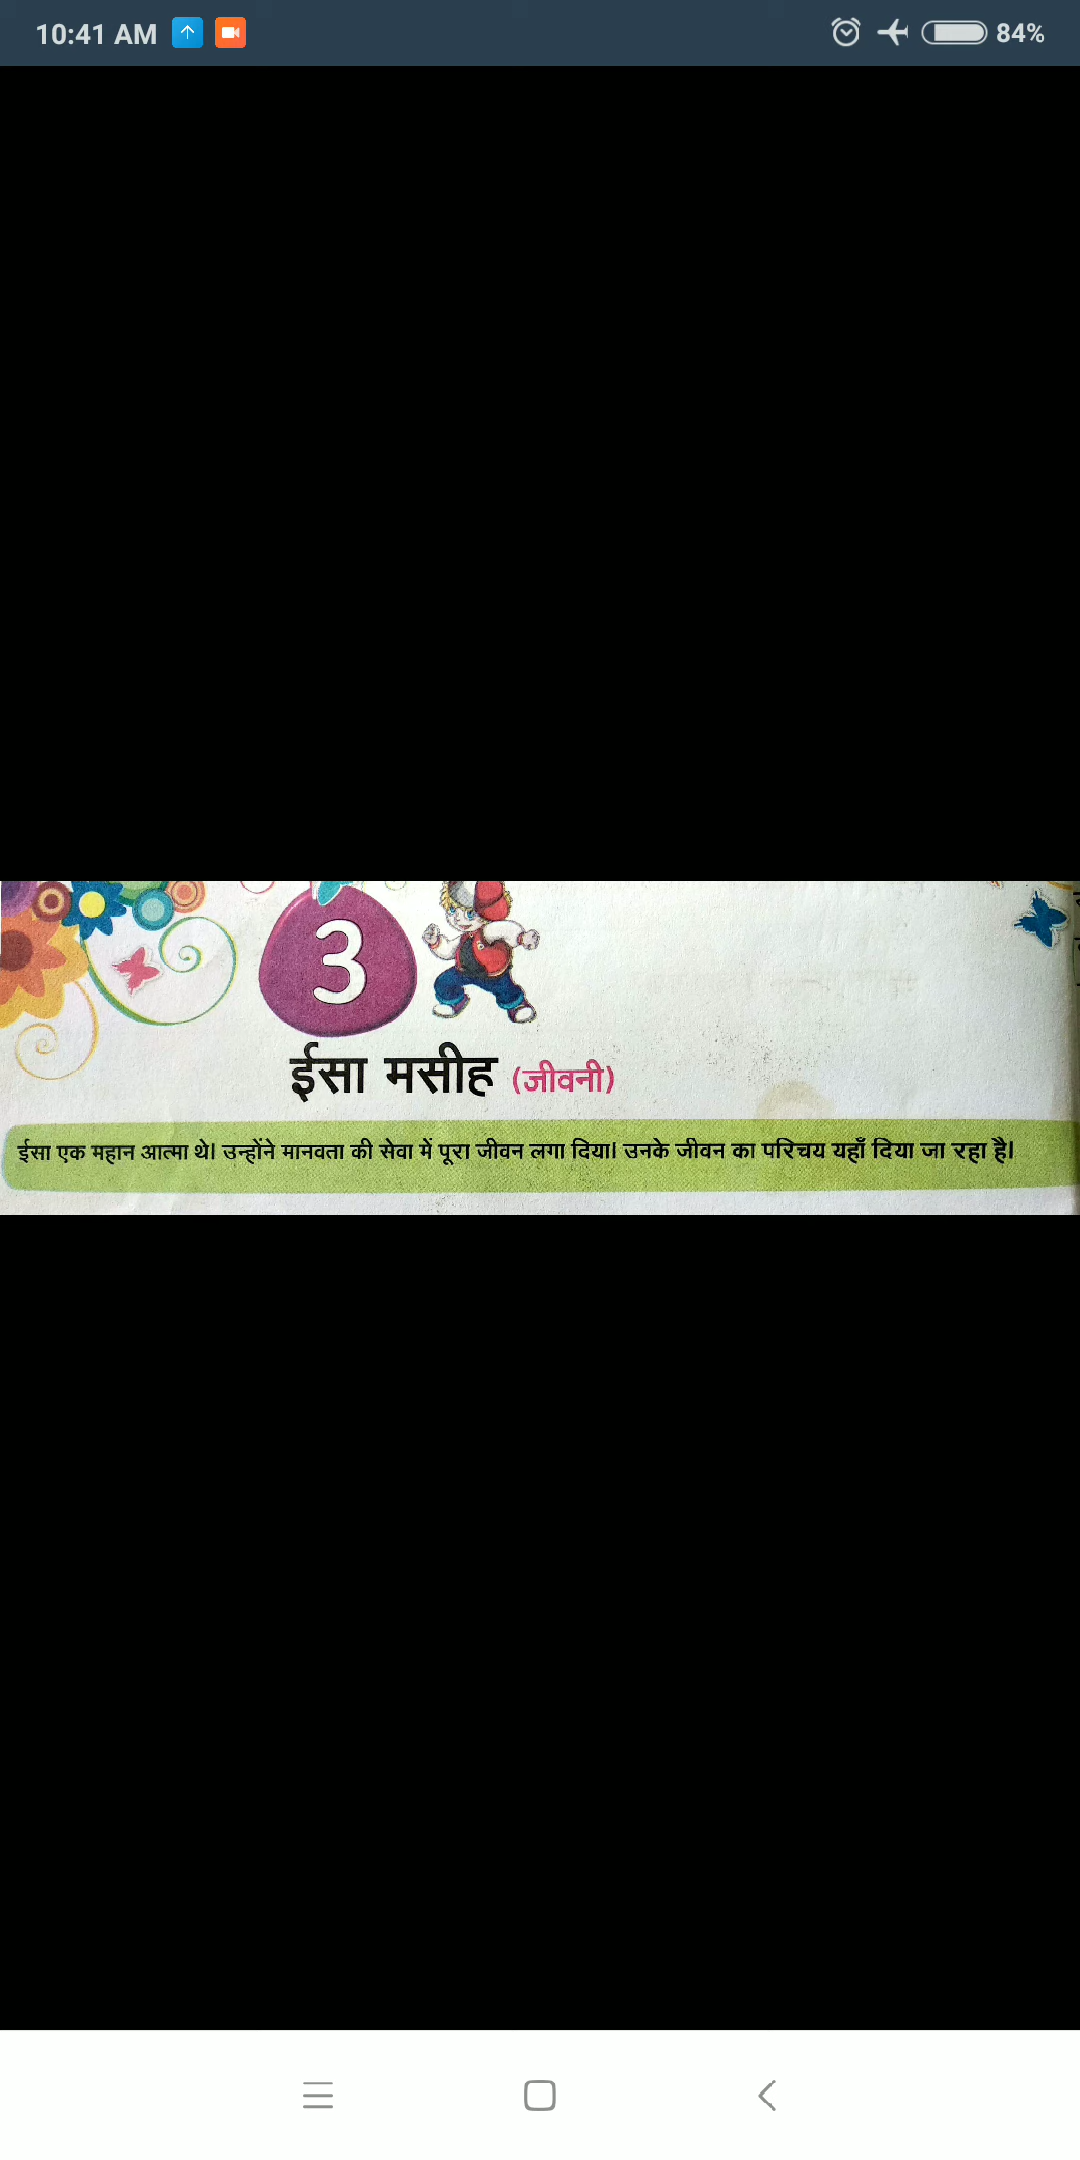 10:41 AM 84%
3
ईसा मसीह (जीवनी)
ईसा एक महान आत्मा थे। उन्होंने मानवता की सेवा में पूरा जीवन लगा दिया। उनके जीवन का परिचय यहाँ दिया जा रहा है।